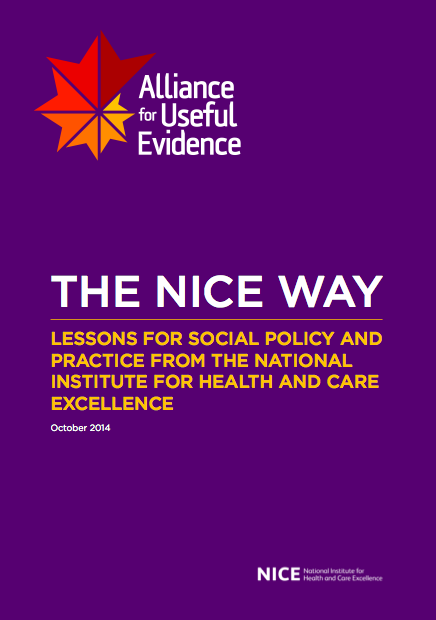 Alliance
for Useful
Evidence
THE NICE WAY
LESSONS FOR SOCIAL POLICY AND
PRACTICE FROM THE NATIONAL
INSTITUTE FOR HEALTH AND CARE
EXCELLENCE
October 2014
NICE National Institute for
Health and Care Excellence